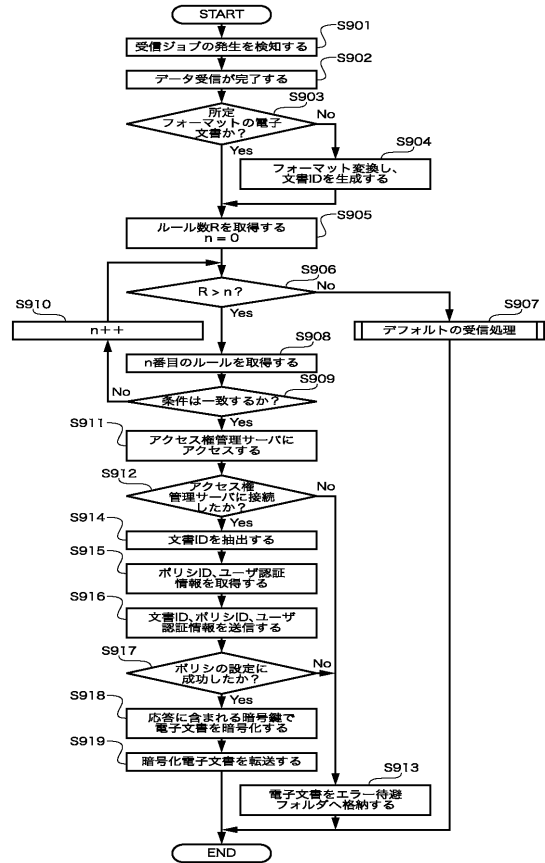 START
S901
受信ジョブの発生を検知する
S902
データ受信が完了する
S903
所定
フォーマットの電子
文書か?
No
Yes
S904
フォーマット変換し、
文書IDを生成する
S905
ルール数Rを取得する
n = 0
S906
R > n?
No
Yes
S910
n++
S907
デフォルトの受信処理
S908
n番目のルールを取得する
S909
条件は一致するか?
No
Yes
S911
アクセス権管理サーバに
アクセスする
S912
アクセス権
管理サーバに接続
したか?
No
Yes
S914
文書IDを抽出する
S915
ポリシID、ユーザ認証
情報を取得する
S916
文書ID、ポリシID、ユーザ
認証情報を送信する
S917
ポリシの設定に
成功したか?
No
Yes
S918
応答に含まれる暗号鍵で
電子文書を暗号化する
S919
暗号化電子文書を転送する
S913
電子文書をエラー待避
フォルダへ格納する
END